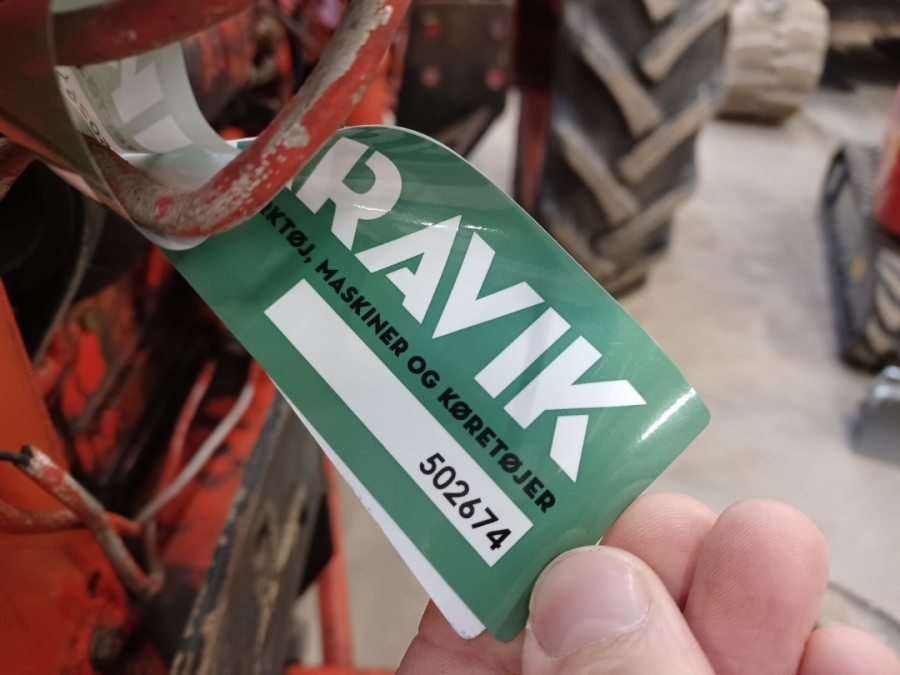 RAVIK
RKTØJ, MASKINER OG KØRETØJER
502674